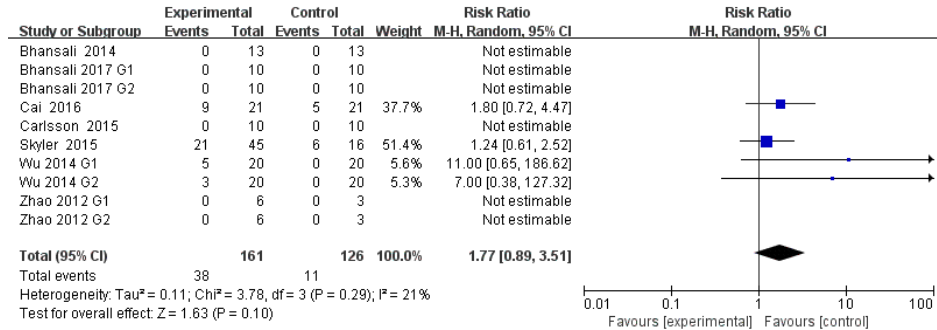 Experimental Control Risk Ratio Risk Ratio
Study or Subgroup Events Total Events Total Weight M-H, Random, 95% CI M-H, Random, 95% CI
Bhansali 2014 0 13 0 13 Not estimable
Bhansali 2017 G1 0 10 0 10 Not estimable
Bhansali 2017 G2 0 10 0 10 Not estimable
Cai 2016 9 21 5 21 37.7% 1.80 [0.72, 4.47]
Carlsson 2015 0 10 0 10 Not estimable
Skyler 2015 21 45 6 16 51.4% 1.24 [0.61, 2.52]
Wu 2014 G1 5 20 0 20 5.6% 11.00 [0.65, 186.62]
Wu 2014 G2 3 20 0 20 5.3% 7.00 [0.38, 127.32]
Zhao 2012 G1 0 6 0 3 Not estimable
Zhao 2012 G2 0 6 0 3 Not estimable
Total (95% CI) 161 126 100.0% 1.77 [0.89, 3.51]
Total events 38 11
Heterogeneity: Tau² = 0.11; Chi² = 3.78, df = 3 (P = 0.29); I² = 21%
Test for overall effect: Z = 1.63 (P = 0.10)
0.01 0.1 1 10 100
Favours [experimental] Favours [control]